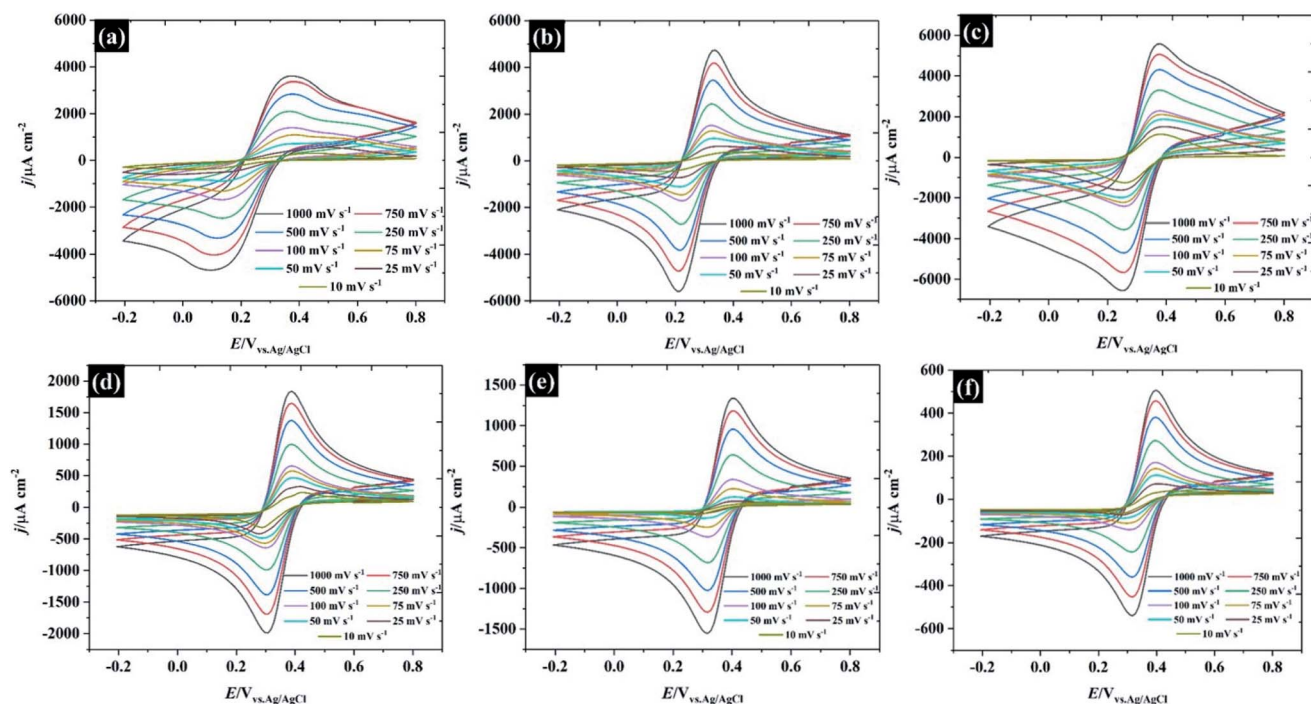 (a)
6000
4000
2000
0
-2000
-4000
-6000
j/μA cm-2
1000 mV s-1 750 mV s-1
500 mV s-1 250 mV s-1
100 mV s-1 75 mV s-1
50 mV s-1 25 mV s-1
10 mV s-1
-0.2 0.0 0.2 0.4 0.6 0.8
E/Vvs.Ag/AgCl
(b)
6000
4000
2000
0
-2000
-4000
-6000
j/μA cm-2
1000 mV s-1 750 mV s-1
500 mV s-1 250 mV s-1
100 mV s-1 75 mV s-1
50 mV s-1 25 mV s-1
10 mV s-1
-0.2 0.0 0.2 0.4 0.6 0.8
E/Vvs.Ag/AgCl
(c)
6000
4000
2000
0
-2000
-4000
-6000
j/μA cm-2
1000 mV s-1 750 mV s-1
500 mV s-1 250 mV s-1
100 mV s-1 75 mV s-1
50 mV s-1 25 mV s-1
10 mV s-1
-0.2 0.0 0.2 0.4 0.6 0.8
E/Vvs.Ag/AgCl
(d)
2000
1500
1000
500
0
-500
-1000
-1500
-2000
j/μA cm-2
1000 mV s-1 750 mV s-1
500 mV s-1 250 mV s-1
100 mV s-1 75 mV s-1
50 mV s-1 25 mV s-1
10 mV s-1
-0.2 0.0 0.2 0.4 0.6 0.8
E/Vvs.Ag/AgCl
(e)
1500
1000
500
0
-500
-1000
-1500
j/μA cm-2
1000 mV s-1 750 mV s-1
500 mV s-1 250 mV s-1
100 mV s-1 75 mV s-1
50 mV s-1 25 mV s-1
10 mV s-1
-0.2 0.0 0.2 0.4 0.6 0.8
E/Vvs.Ag/AgCl
(f)
600
400
200
0
-200
-400
-600
j/μA cm-2
1000 mV s-1 750 mV s-1
500 mV s-1 250 mV s-1
100 mV s-1 75 mV s-1
50 mV s-1 25 mV s-1
10 mV s-1
-0.2 0.0 0.2 0.4 0.6 0.8
E/Vvs.Ag/AgCl